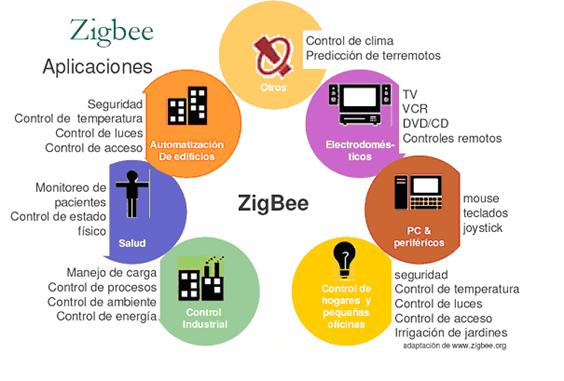 Zigbee
Aplicaciones
Control de clima
Predicción de terremotos
Otros
Seguridad
Control de temperatura
Control de luces
Control de acceso
Automatización
De edificios
TV
VCR
DVD/CD
Controles remotos
Electrodomés-
ticos
Monitoreo de
pacientes
Control de estado
físico
Salud
ZigBee
mouse
teclados
joystick
PC &
periféricos
Manejo de carga
Control de procesos
Control de ambiente
Control de energía
Control
Industrial
Control de
hogares y
pequeñas
oficinas
seguridad
Control de temperatura
Control de luces
Control de acceso
Irrigación de jardines
adaptación de www.zigbee.org